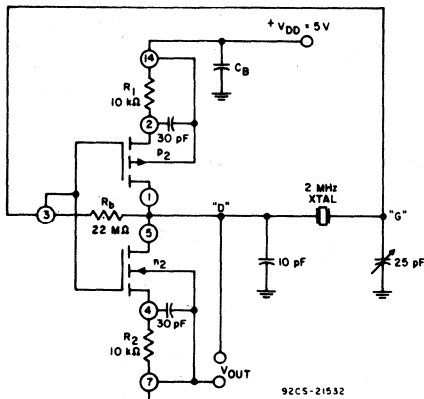 + VDD = 5V
14
CB
R1
10 kΩ
2
30 pF
P2
1
2 MHz
XTAL
"D"
"G"
3
Rb
22 MΩ
5
10 pF
25 pF
n2
4
30 pF
R2
10 kΩ
VOUT
7
92CS-21532